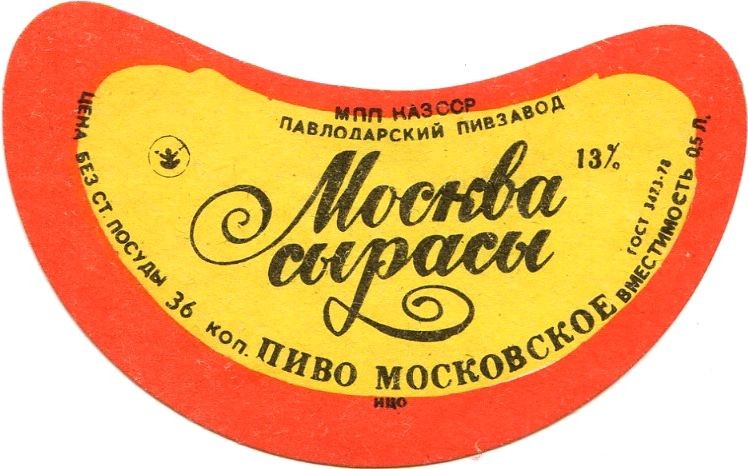 МПП КАЗССР
ПАВЛОДАРСКИЙ ПИВЗАВОД
13%
Москва
сырасы
ЦЕНА БЕЗ СТ. ПОСУДЫ 36 КОП.
ПИВО МОСКОВСКОЕ
ГОСТ 3473-78
ВМЕСТИМОСТЬ 0,5 Л.
ИЦО